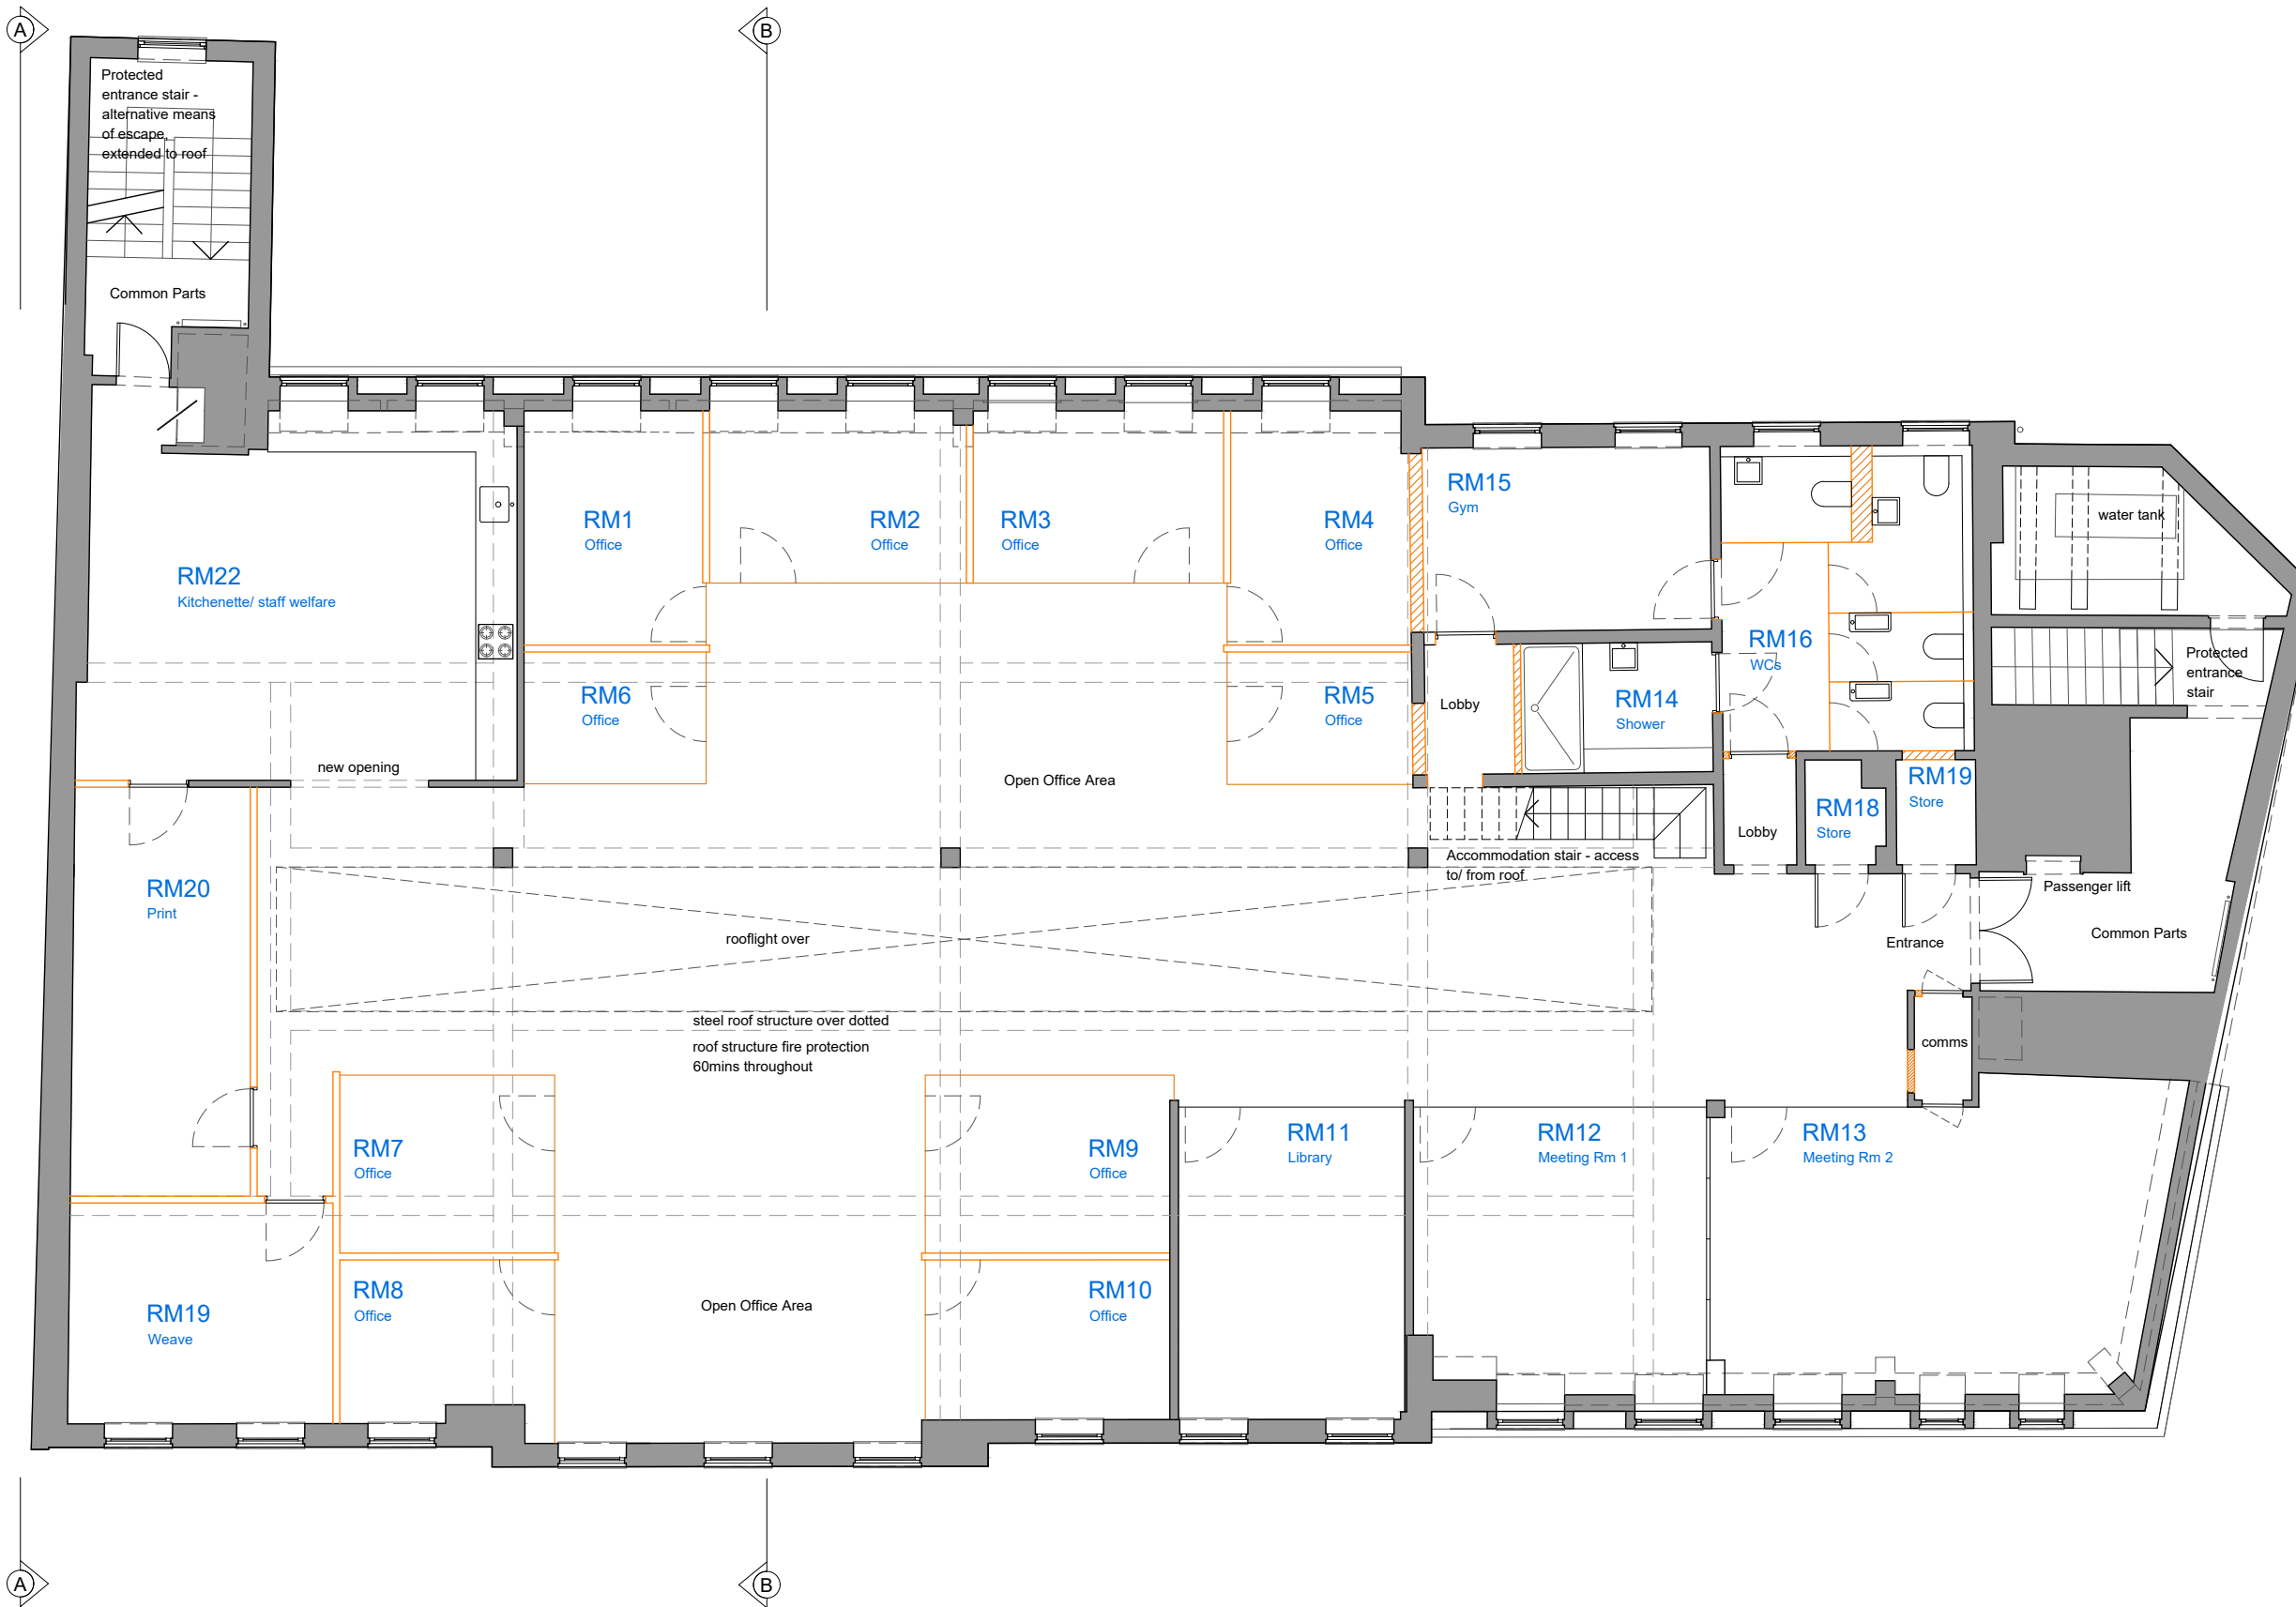 A
B
Protected
entrance stair -
alternative means
of escape,
extended to roof
Common Parts
RM22
Kitchenette/ staff welfare
RM1
Office
RM2
Office
RM3
Office
RM4
Office
RM15
Gym
water tank
RM6
Office
RM5
Office
Lobby
RM14
Shower
RM16
WCs
Protected
entrance
stair
new opening
Open Office Area
RM18
Store
RM19
Store
Lobby
Accommodation stair - access
to/ from roof
Passenger lift
RM20
Print
rooflight over
Entrance
Common Parts
steel roof structure over dotted
roof structure fire protection
60mins throughout
comms
RM7
Office
RM9
Office
RM11
Library
RM12
Meeting Rm 1
RM13
Meeting Rm 2
RM19
Weave
RM8
Office
Open Office Area
RM10
Office
A
B